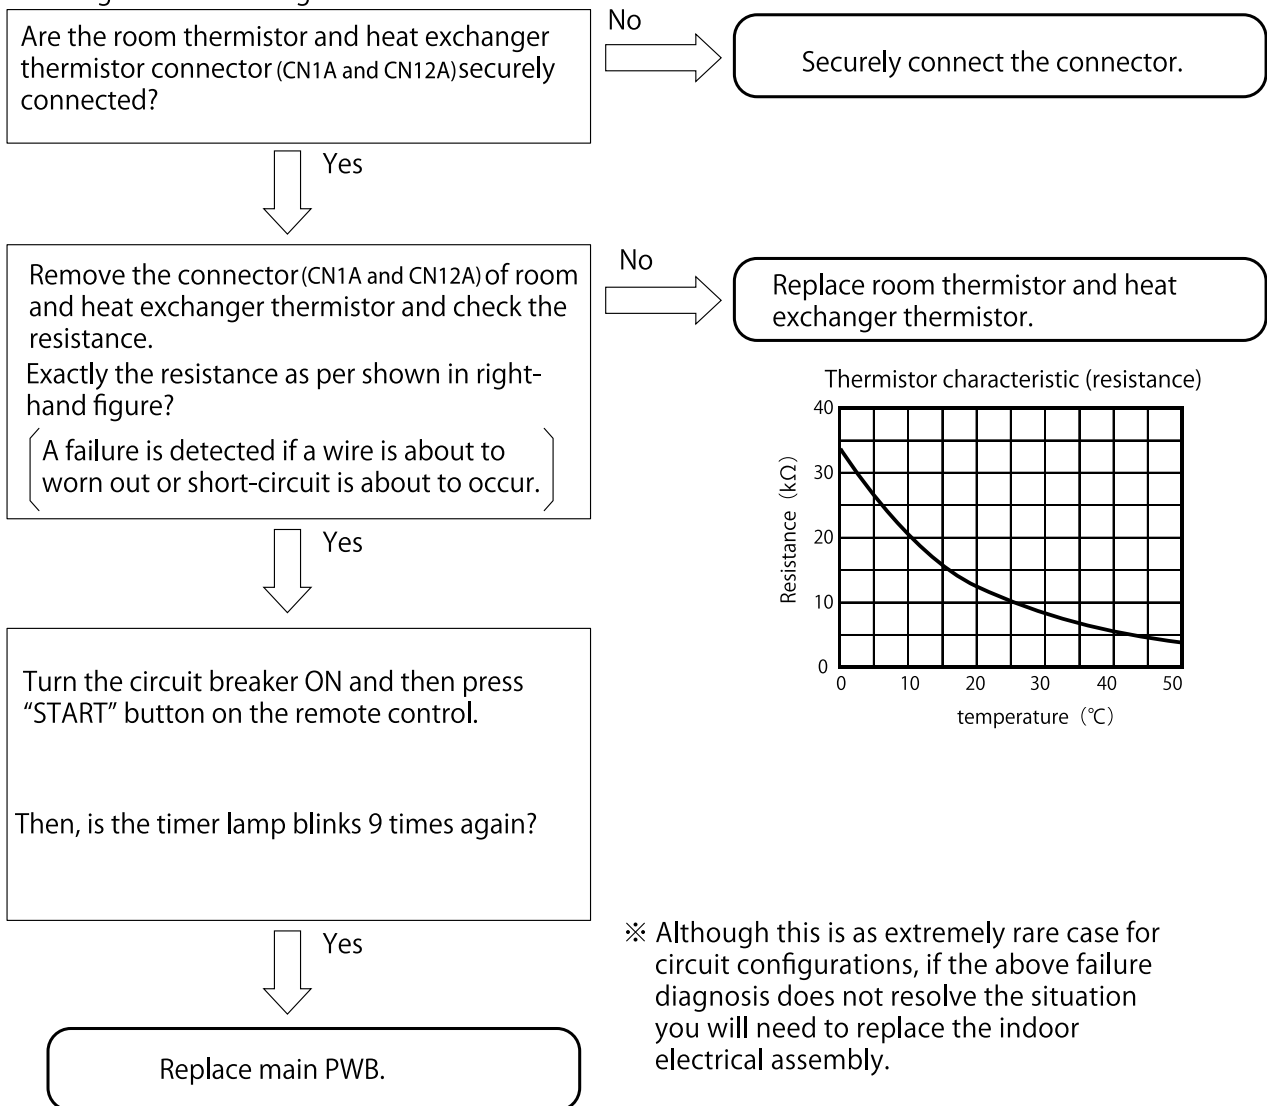 No
Are the room thermistor and heat exchanger
thermistor connector (CN1A and CN12A) securely
connected?
Securely connect the connector.
Yes
Remove the connector (CN1A and CN12A) of room
and heat exchanger thermistor and check the
resistance.
Exactly the resistance as per shown in right-
hand figure?
A failure is detected if a wire is about to
worn out or short-circuit is about to occur.
No
Replace room thermistor and heat
exchanger thermistor.
Thermistor characteristic (resistance)
40
30
20
10
0
Resistance (kΩ)
0 10 20 30 40 50
temperature (℃)
Yes
Turn the circuit breaker ON and then press
“START” button on the remote control.
Then, is the timer lamp blinks 9 times again?
Yes
Replace main PWB.
※ Although this is as extremely rare case for
circuit configurations, if the above failure
diagnosis does not resolve the situation
you will need to replace the indoor
electrical assembly.